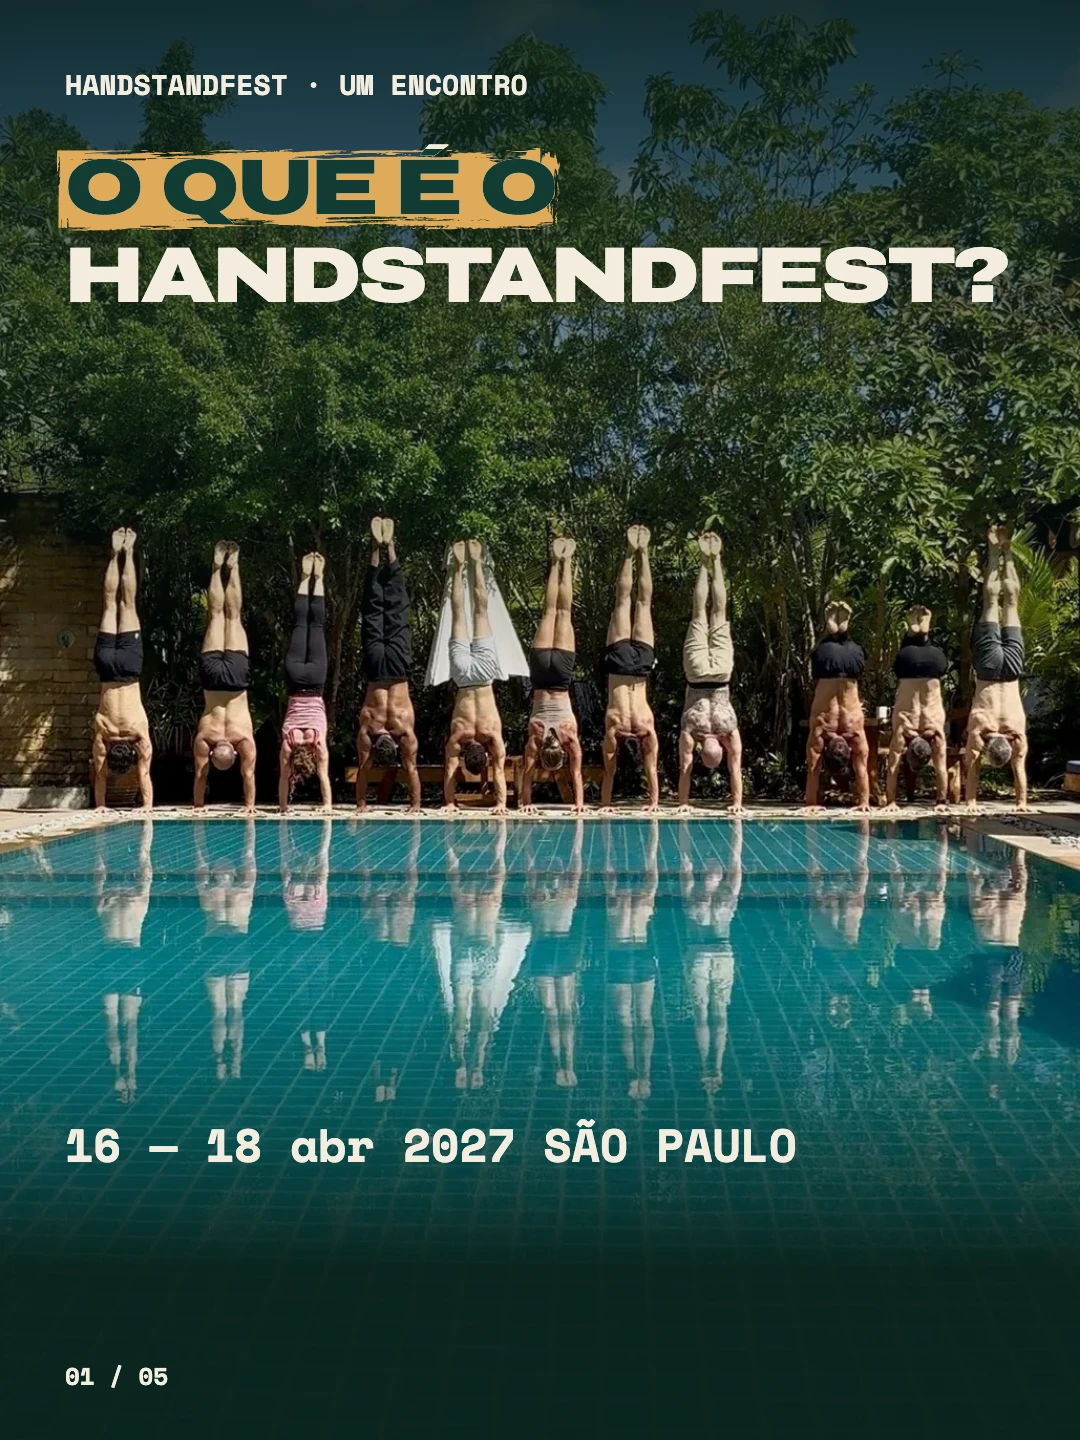 HANDSTANDFEST · UM ENCONTRO
O QUE É O
HANDSTANDFEST?
16 — 18 abr 2027 SÃO PAULO
01 / 05